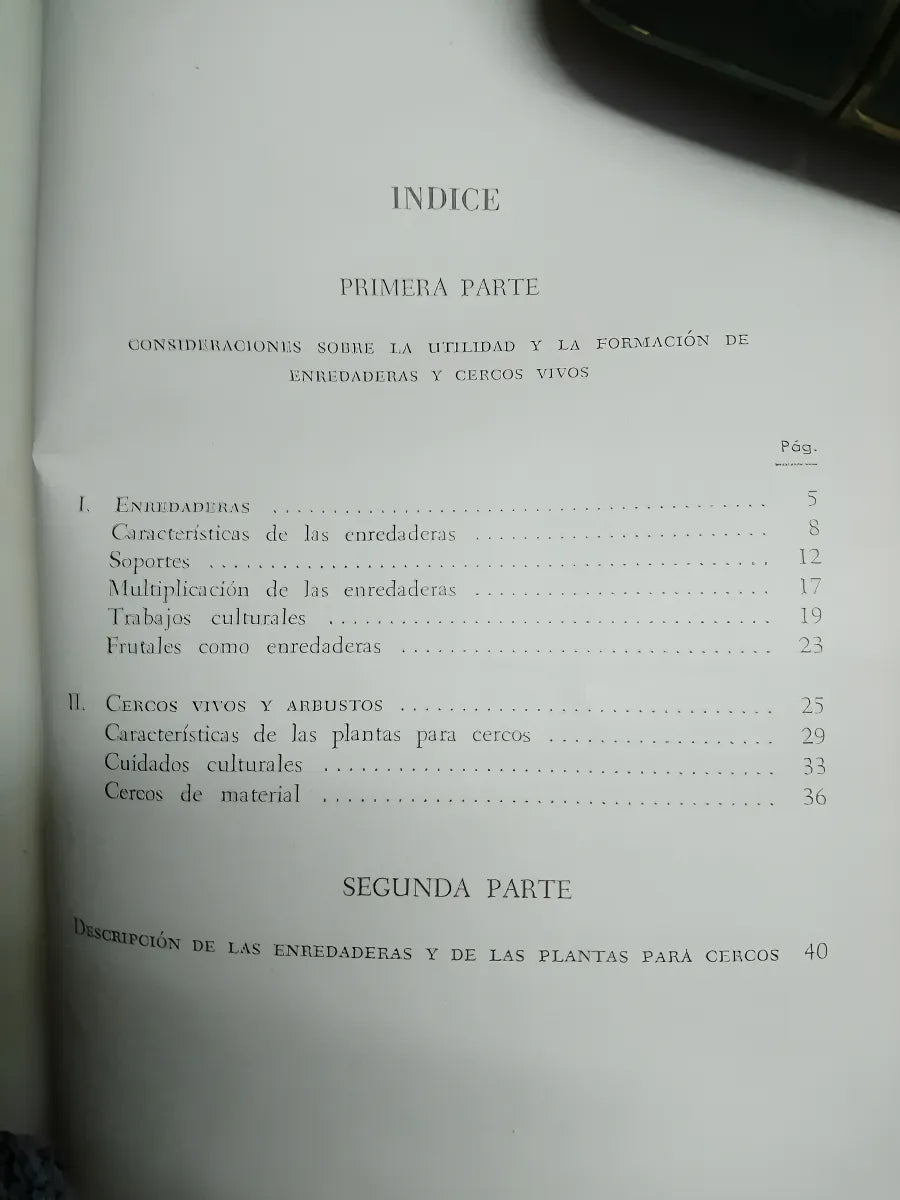 INDICE
PRIMERA PARTE
CONSIDERACIONES SOBRE LA UTILIDAD Y LA FORMACIÓN DE
ENREDADERAS Y CERCOS VIVOS
Pág.
I. ENREDADERAS ........................................ 5
Características de las enredaderas ........................ 8
Soportes ............................................... 12
Multiplicación de las enredaderas ........................ 17
Trabajos culturales ..................................... 19
Frutales como enredaderas .............................. 23
II. CERCOS VIVOS Y ARBUSTOS .............................. 25
Características de las plantas para cercos .................. 29
Cuidados culturales ..................................... 33
Cercos de material ..................................... 36
SEGUNDA PARTE
DESCRIPCIÓN DE LAS ENREDADERAS Y DE LAS PLANTAS PARA CERCOS 40